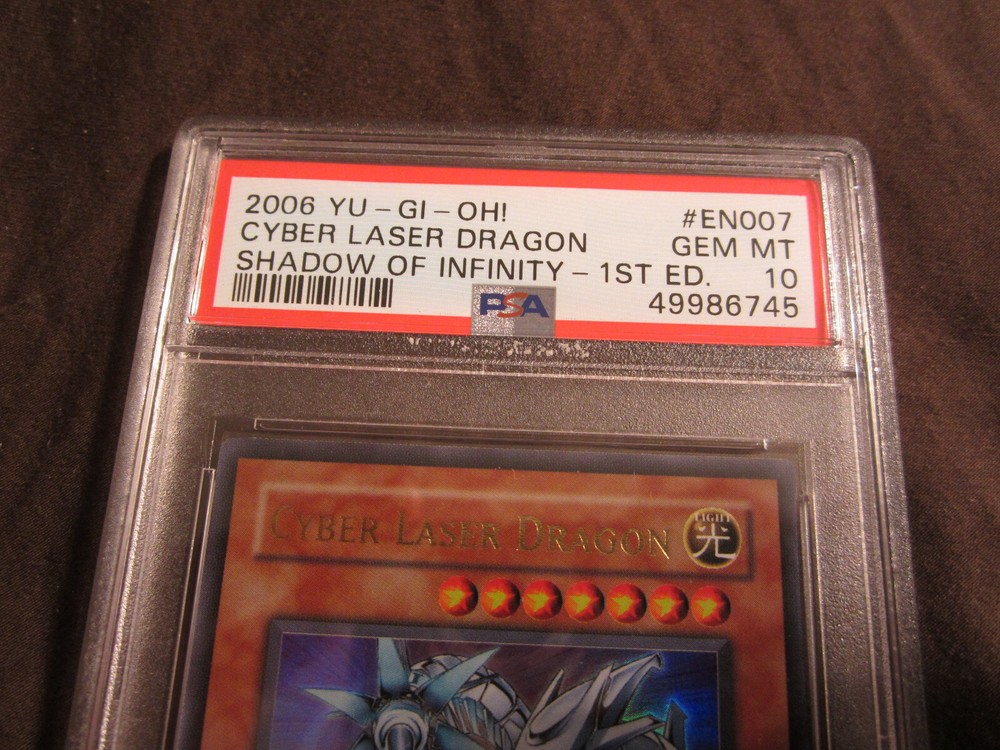 2006 YU-GI-OH! #EN007
CYBER LASER DRAGON GEM MT
SHADOW OF INFINITY-1ST ED. 10
49986745
PSA
CYBER LASER DRAGON
LIGHT
光